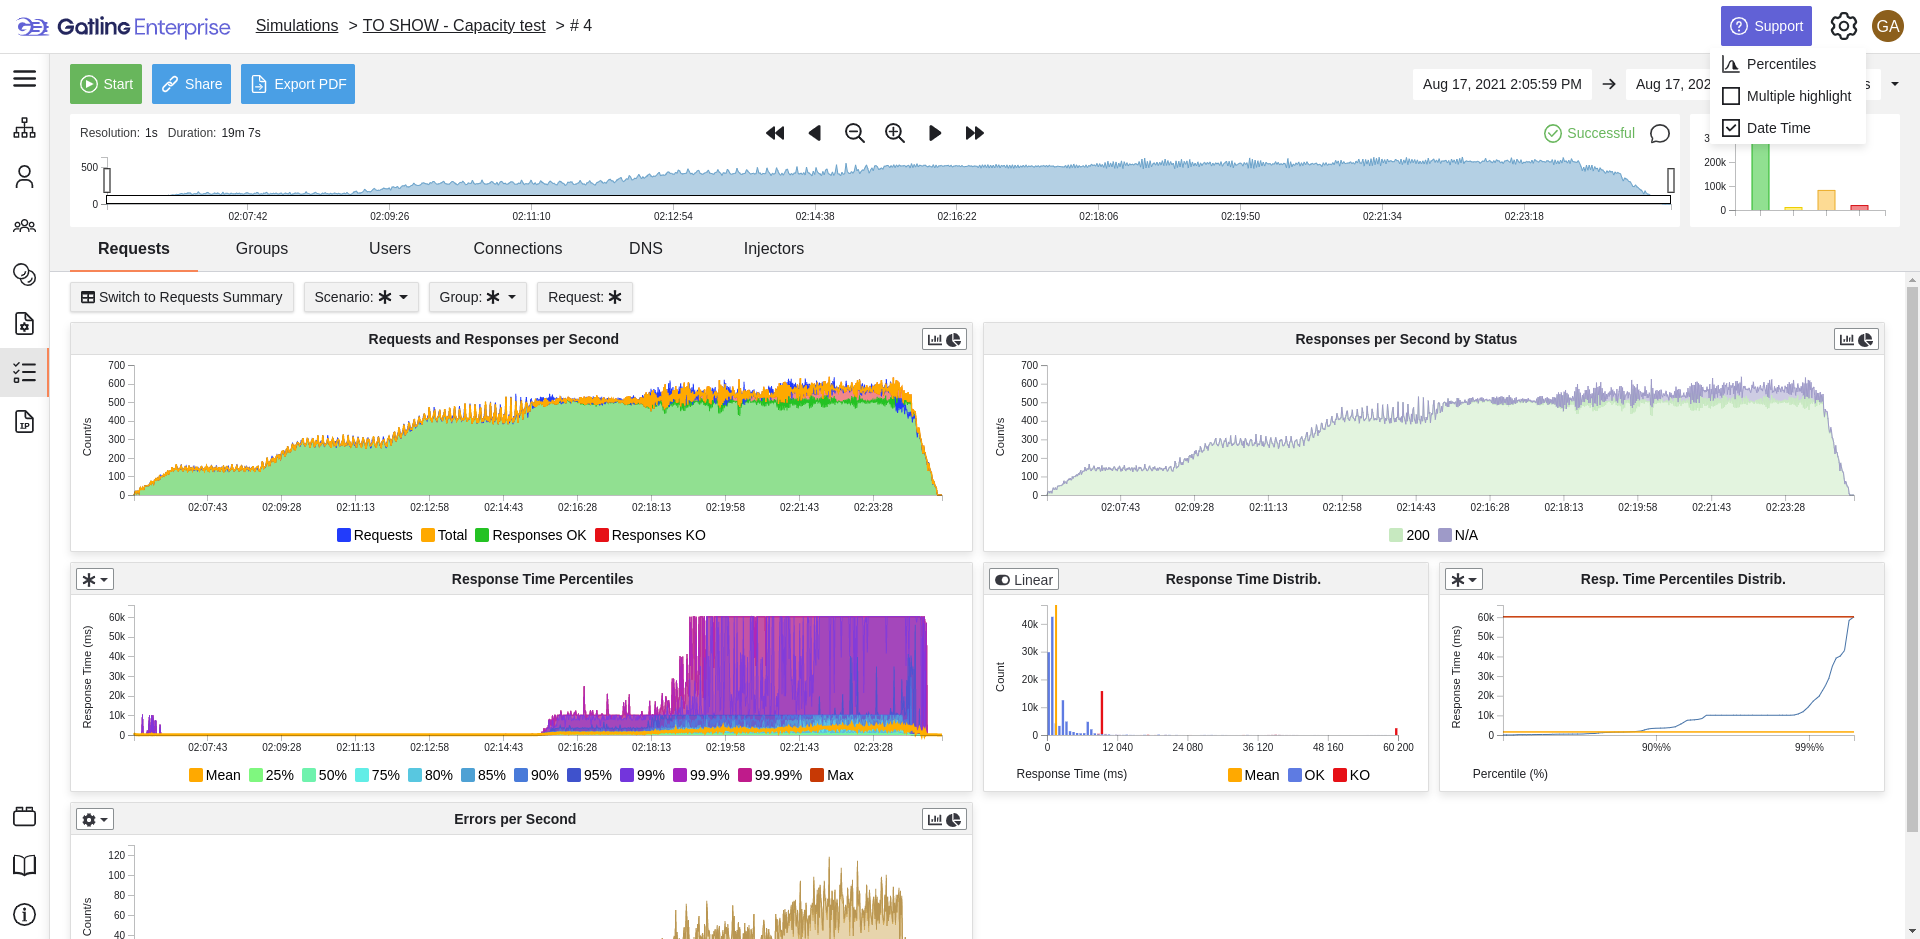 Gatling Enterprise
Simulations > TO SHOW - Capacity test > # 4
Support
GA
Percentiles
Multiple highlight
Date Time
Start
Share
Export PDF
Aug 17, 2021 2:05:59 PM
Aug 17, 202
s
Resolution: 1s Duration: 19m 7s
Successful
500
0
02:07:42 02:09:26 02:11:10 02:12:54 02:14:38 02:16:22 02:18:06 02:19:50 02:21:34 02:23:18
3
200k
100k
0
Requests Groups Users Connections DNS Injectors
Switch to Requests Summary
Scenario:
Group:
Request:
Requests and Responses per Second
700
600
500
400
300
200
100
0
Count/s
02:07:43 02:09:28 02:11:13 02:12:58 02:14:43 02:16:28 02:18:13 02:19:58 02:21:43 02:23:28
Requests Total Responses OK Responses KO
Responses per Second by Status
700
600
500
400
300
200
100
0
Count/s
02:07:43 02:09:28 02:11:13 02:12:58 02:14:43 02:16:28 02:18:13 02:19:58 02:21:43 02:23:28
200 N/A
Response Time Percentiles
60k
50k
40k
30k
20k
10k
0
Response Time (ms)
02:07:43 02:09:28 02:11:13 02:12:58 02:14:43 02:16:28 02:18:13 02:19:58 02:21:43 02:23:28
Mean 25% 50% 75% 80% 85% 90% 95% 99% 99.9% 99.99% Max
Linear
Response Time Distrib.
40k
30k
20k
10k
0
Count
0 12 040 24 080 36 120 48 160 60 200
Response Time (ms)
Mean OK KO
Resp. Time Percentiles Distrib.
60k
50k
40k
30k
20k
10k
0
Response Time (ms)
90%% 99%%
Percentile (%)
Errors per Second
120
100
80
60
40
Count/s
IP